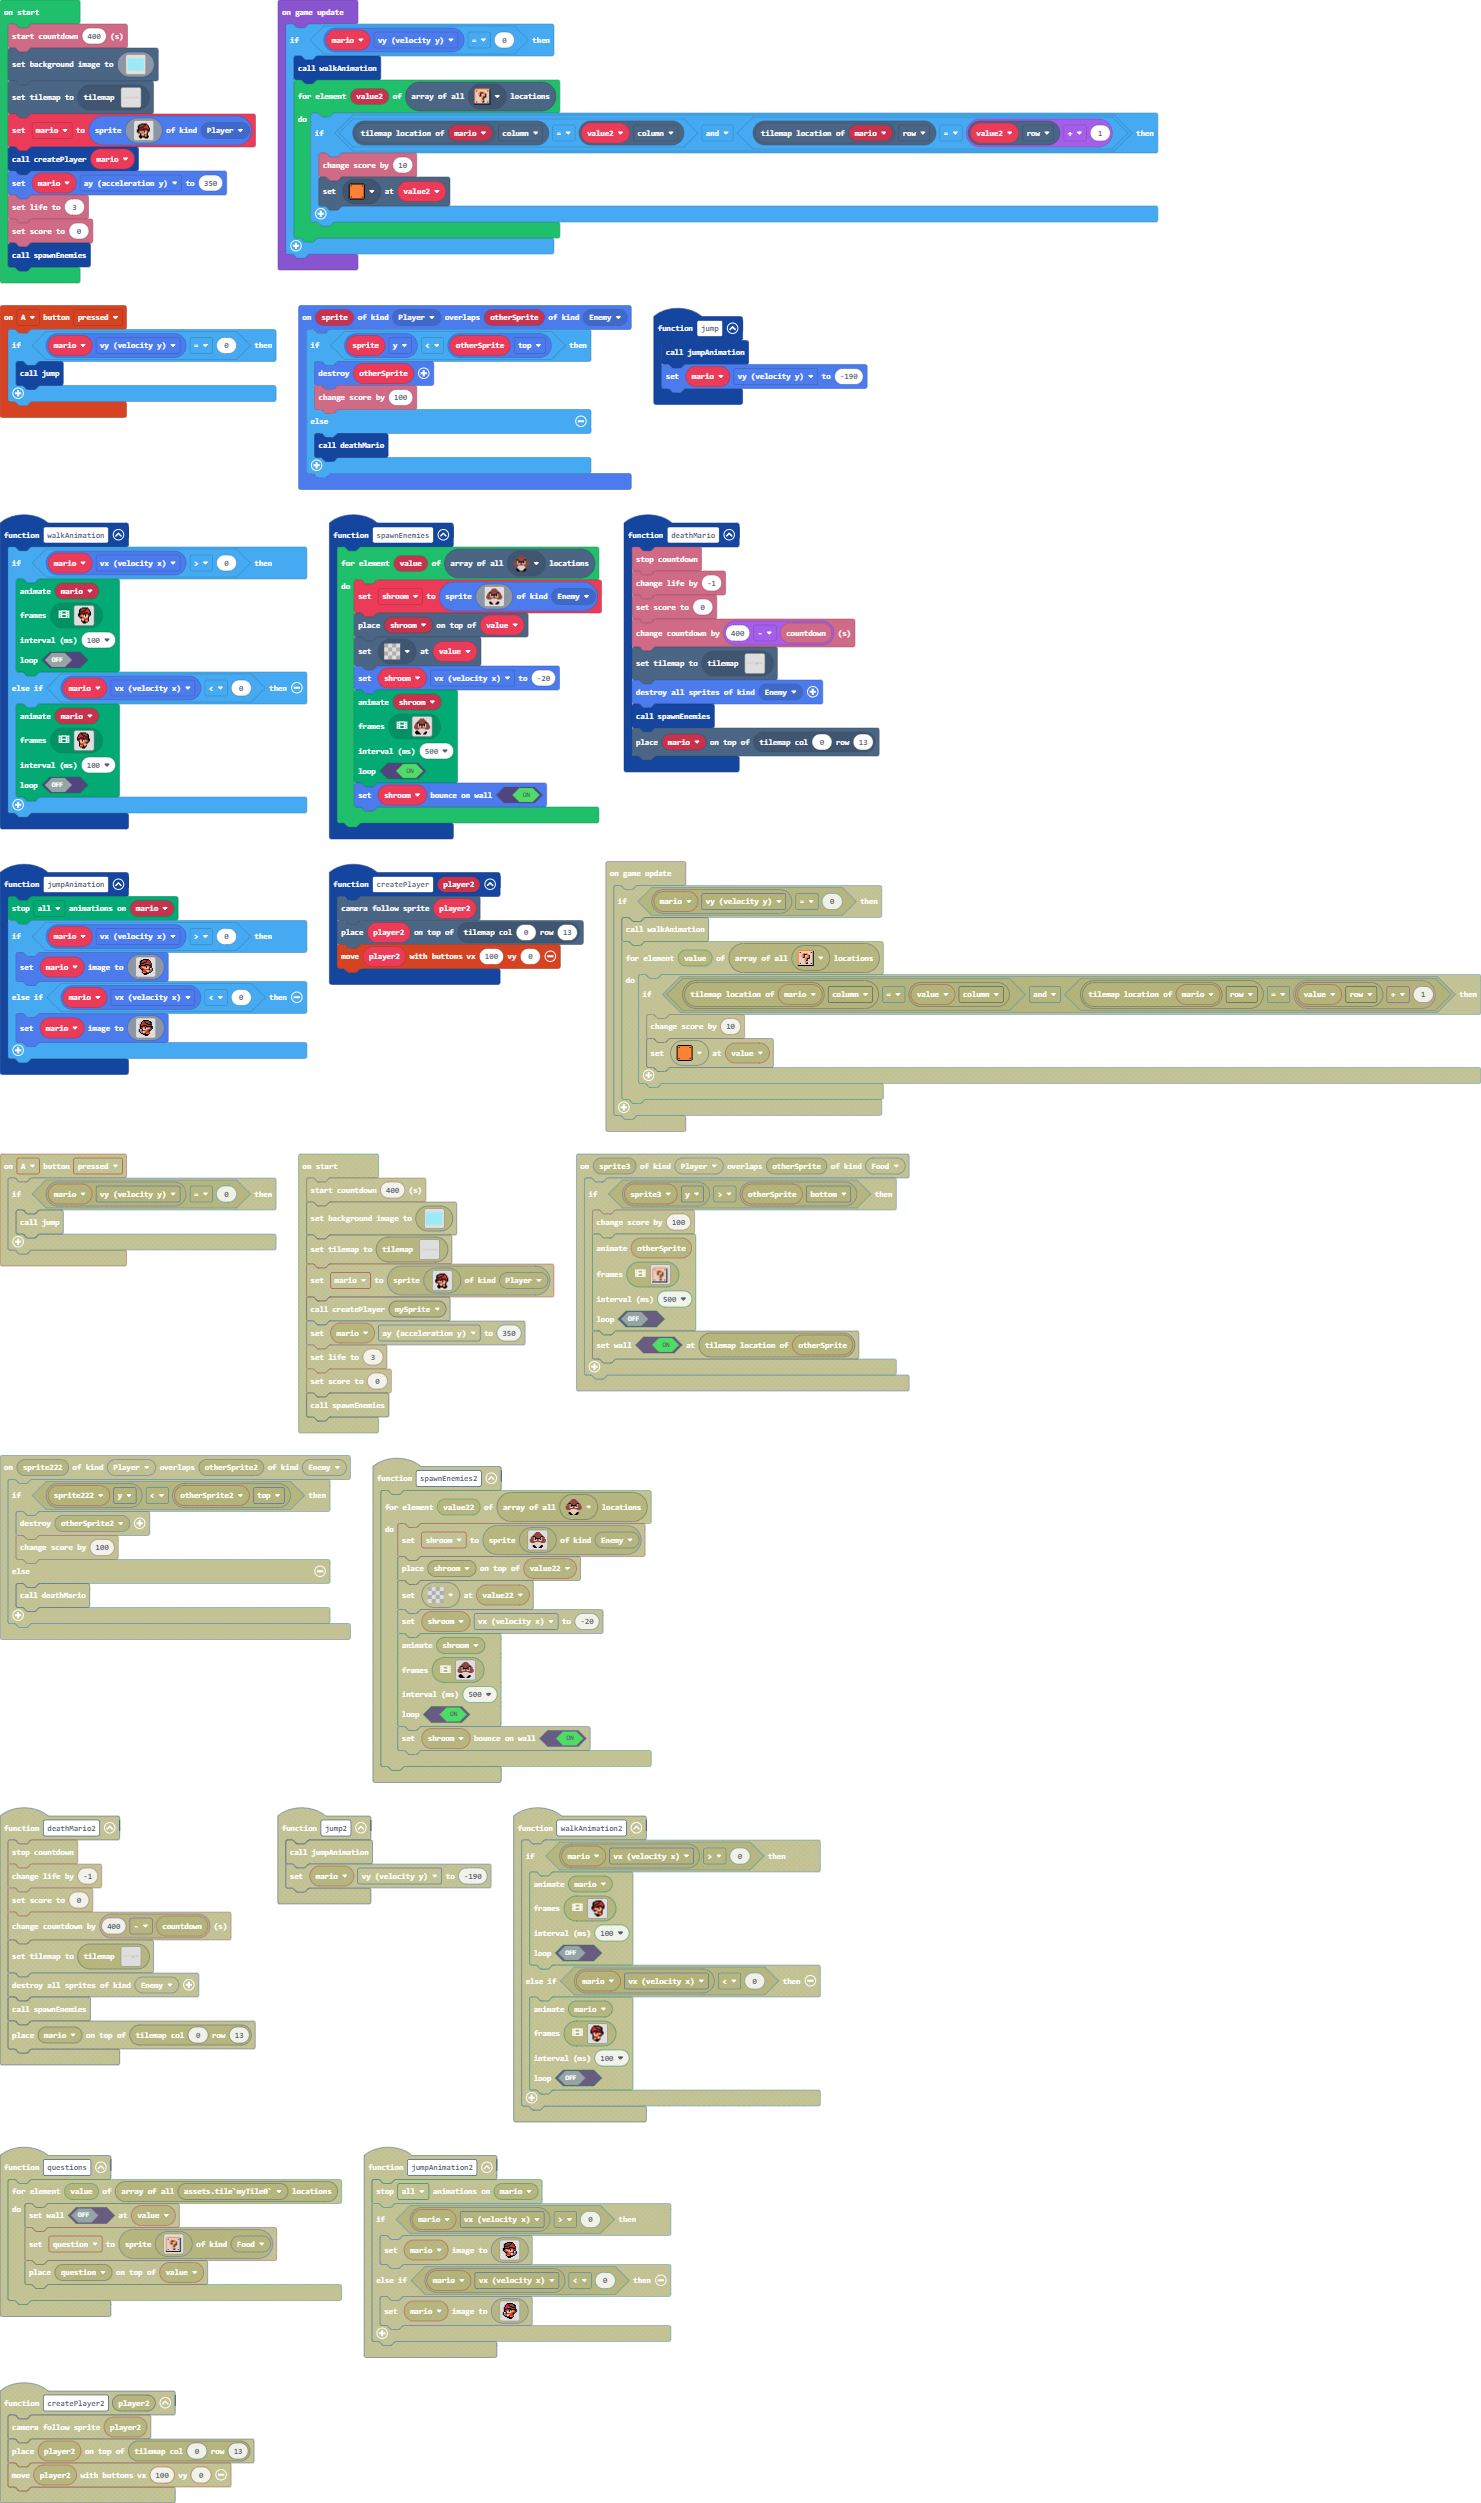 on start
start countdown 400 (s)
set background image to
set tilemap to tilemap
set mario to sprite of kind Player
call createPlayer mario
set mario ay (acceleration y) to 350
set life to 3
set score to 0
call spawnEnemies
on game update
if mario vy (velocity y) = 0 then
call walkAnimation
for element value2 of array of all locations
do
if tilemap location of mario column = value2 column and tilemap location of mario row = value2 row + 1 then
change score by 10
set at value2
on A button pressed
if mario vy (velocity y) = 0 then
call jump
on sprite of kind Player overlaps otherSprite of kind Enemy
if sprite y < otherSprite top then
destroy otherSprite
change score by 100
else
call deathMario
function jump
call jumpAnimation
set mario vy (velocity y) to -190
function walkAnimation
if mario vx (velocity x) > 0 then
animate mario
frames
interval (ms) 100
loop OFF
else if mario vx (velocity x) < 0 then
animate mario
frames
interval (ms) 100
loop OFF
function spawnEnemies
for element value of array of all locations
do
set shroom to sprite of kind Enemy
place shroom on top of value
set at value
set shroom vx (velocity x) to -20
animate shroom
frames
interval (ms) 500
loop ON
set shroom bounce on wall ON
function deathMario
stop countdown
change life by -1
set score to 0
change countdown by 400 - countdown (s)
set tilemap to tilemap
destroy all sprites of kind Enemy
call spawnEnemies
place mario on top of tilemap col 0 row 13
function jumpAnimation
stop all animations on mario
if mario vx (velocity x) > 0 then
set mario image to
else if mario vx (velocity x) < 0 then
set mario image to
function createPlayer player2
camera follow sprite player2
place player2 on top of tilemap col 0 row 13
move player2 with buttons vx 100 vy 0
on game update
if mario vy (velocity y) = 0 then
call walkAnimation
for element value of array of all locations
do
if tilemap location of mario column = value column and tilemap location of mario row = value row + 1 then
change score by 10
set at value
on A button pressed
if mario vy (velocity y) = 0 then
call jump
on start
start countdown 400 (s)
set background image to
set tilemap to tilemap
set mario to sprite of kind Player
call createPlayer mySprite
set mario ay (acceleration y) to 350
set life to 3
set score to 0
call spawnEnemies
on sprite3 of kind Player overlaps otherSprite of kind Food
if sprite3 y > otherSprite bottom then
change score by 100
animate otherSprite
frames
interval (ms) 500
loop OFF
set wall ON at tilemap location of otherSprite
on sprite222 of kind Player overlaps otherSprite2 of kind Enemy
if sprite222 y < otherSprite2 top then
destroy otherSprite2
change score by 100
else
call deathMario
function spawnEnemies2
for element value22 of array of all locations
do
set shroom to sprite of kind Enemy
place shroom on top of value22
set at value22
set shroom vx (velocity x) to -20
animate shroom
frames
interval (ms) 500
loop ON
set shroom bounce on wall ON
function deathMario2
stop countdown
change life by -1
set score to 0
change countdown by 400 - countdown (s)
set tilemap to tilemap
destroy all sprites of kind Enemy
call spawnEnemies
place mario on top of tilemap col 0 row 13
function jump2
call jumpAnimation
set mario vy (velocity y) to -190
function walkAnimation2
if mario vx (velocity x) > 0 then
animate mario
frames
interval (ms) 100
loop OFF
else if mario vx (velocity x) < 0 then
animate mario
frames
interval (ms) 100
loop OFF
function questions
for element value of array of all assets.tile`myTile0` locations
do
set wall OFF at value
set question to sprite of kind Food
place question on top of value
function jumpAnimation2
stop all animations on mario
if mario vx (velocity x) > 0 then
set mario image to
else if mario vx (velocity x) < 0 then
set mario image to
function createPlayer2 player2
camera follow sprite player2
place player2 on top of tilemap col 0 row 13
move player2 with buttons vx 100 vy 0